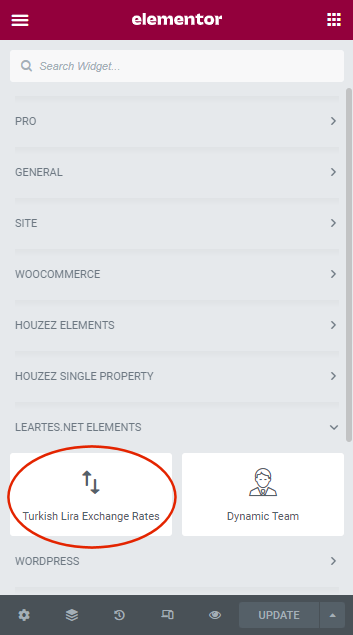 elementor
Search Widget...
PRO
GENERAL
SITE
WOOCOMMERCE
HOUZEZ ELEMENTS
HOUZEZ SINGLE PROPERTY
LEARTES.NET ELEMENTS
Turkish Lira Exchange Rates
Dynamic Team
WORDPRESS
UPDATE